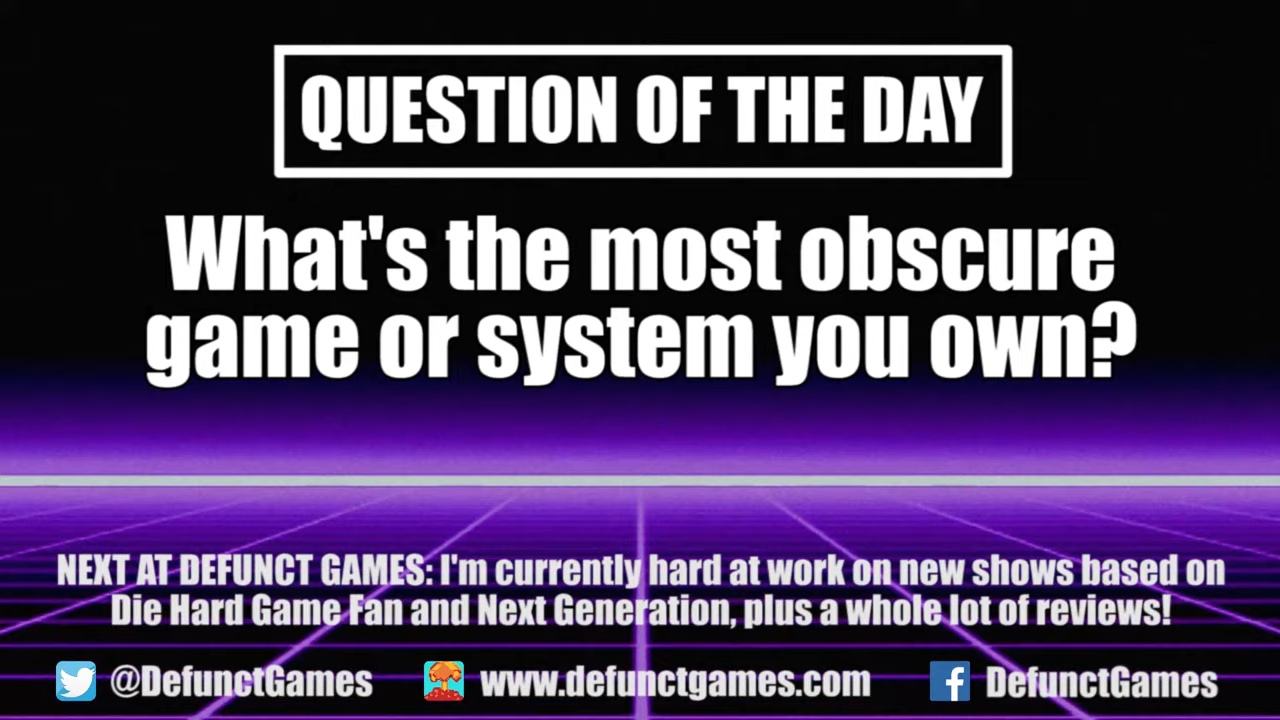 QUESTION OF THE DAY
What's the most obscure
game or system you own?
NEXT AT DEFUNCT GAMES: I'm currently hard at work on new shows based on
Die Hard Game Fan and Next Generation, plus a whole lot of reviews!
@DefunctGames
www.defunctgames.com
DefunctGames